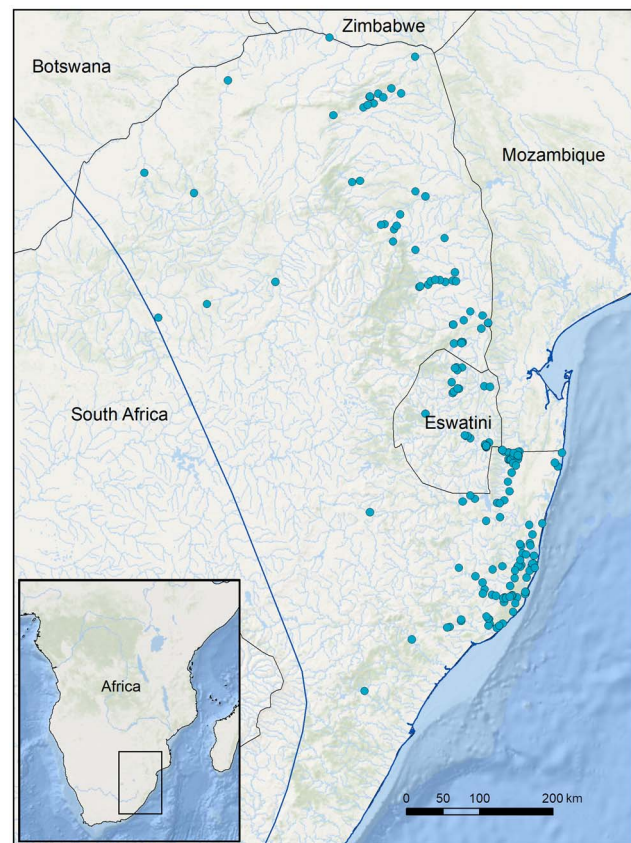 Zimbabwe
Botswana
Mozambique
South Africa
Eswatini
Africa
0 50 100 200 km